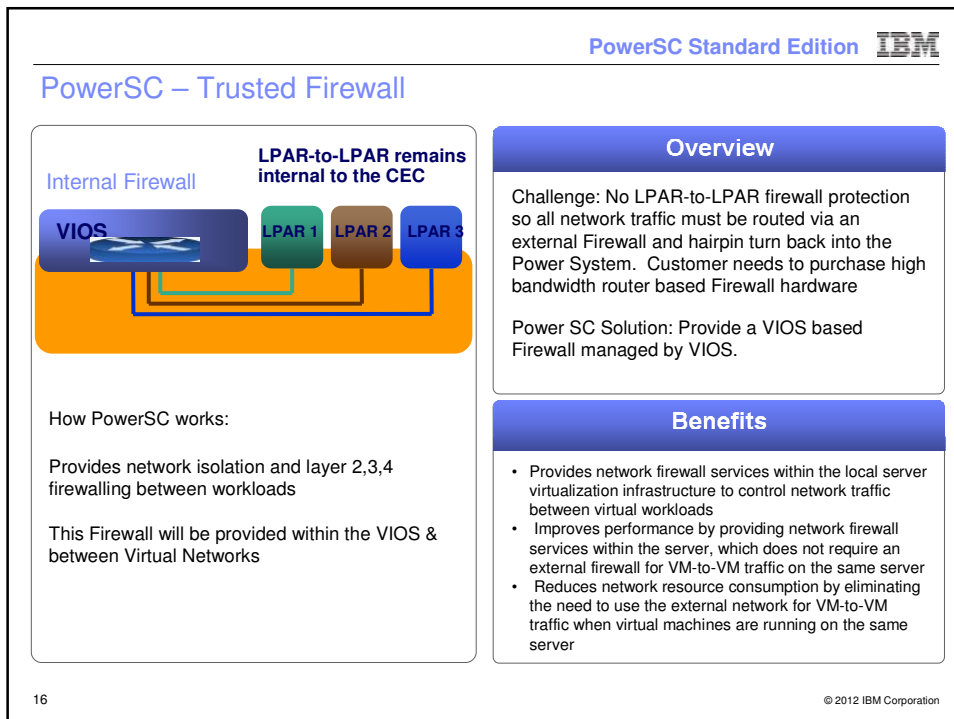 PowerSC Standard Edition IBM
PowerSC – Trusted Firewall
Internal Firewall
LPAR-to-LPAR remains
internal to the CEC
VIOS
LPAR 1
LPAR 2
LPAR 3
How PowerSC works:
Provides network isolation and layer 2,3,4
firewalling between workloads
This Firewall will be provided within the VIOS &
between Virtual Networks
Overview
Challenge: No LPAR-to-LPAR firewall protection
so all network traffic must be routed via an
external Firewall and hairpin turn back into the
Power System. Customer needs to purchase high
bandwidth router based Firewall hardware
Power SC Solution: Provide a VIOS based
Firewall managed by VIOS.
Benefits
• Provides network firewall services within the local server
virtualization infrastructure to control network traffic
between virtual workloads
• Improves performance by providing network firewall
services within the server, which does not require an
external firewall for VM-to-VM traffic on the same server
• Reduces network resource consumption by eliminating
the need to use the external network for VM-to-VM
traffic when virtual machines are running on the same
server
16
© 2012 IBM Corporation